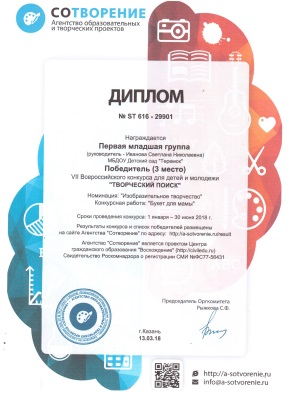 СОТВОРЕНИЕ
Агентство образовательных
и творческих проектов
ДИПЛОМ
№ ST 616 - 29901
Награждается
Первая младшая группа
(руководитель - Иванова Светлана Николаевна)
МБДОУ Детский сад "Теремок"
Победитель (3 место)
VII Всероссийского конкурса для детей и молодежи
"ТВОРЧЕСКИЙ ПОИСК"
Номинация: "Изобразительное творчество"
Конкурсная работа: "Букет для мамы"
Сроки проведения конкурса: 1 января – 30 июня 2018 г.
Результаты конкурса и список победителей размещены
на сайте Агентства "Сотворение" по адресу: http://a-sotvorenie.ru/result
Агентство "Сотворение" является проектом Центра
гражданского образования "Восхождение" (http://civiledu.ru)
Свидетельство Роскомнадзора о регистрации СМИ №ФС77-56431
Председатель Оргкомитета
Рыжкова С.Ф.
г.Казань
13.03.18
http://a-sotvorenie.ru
info@a-sotvorenie.ru